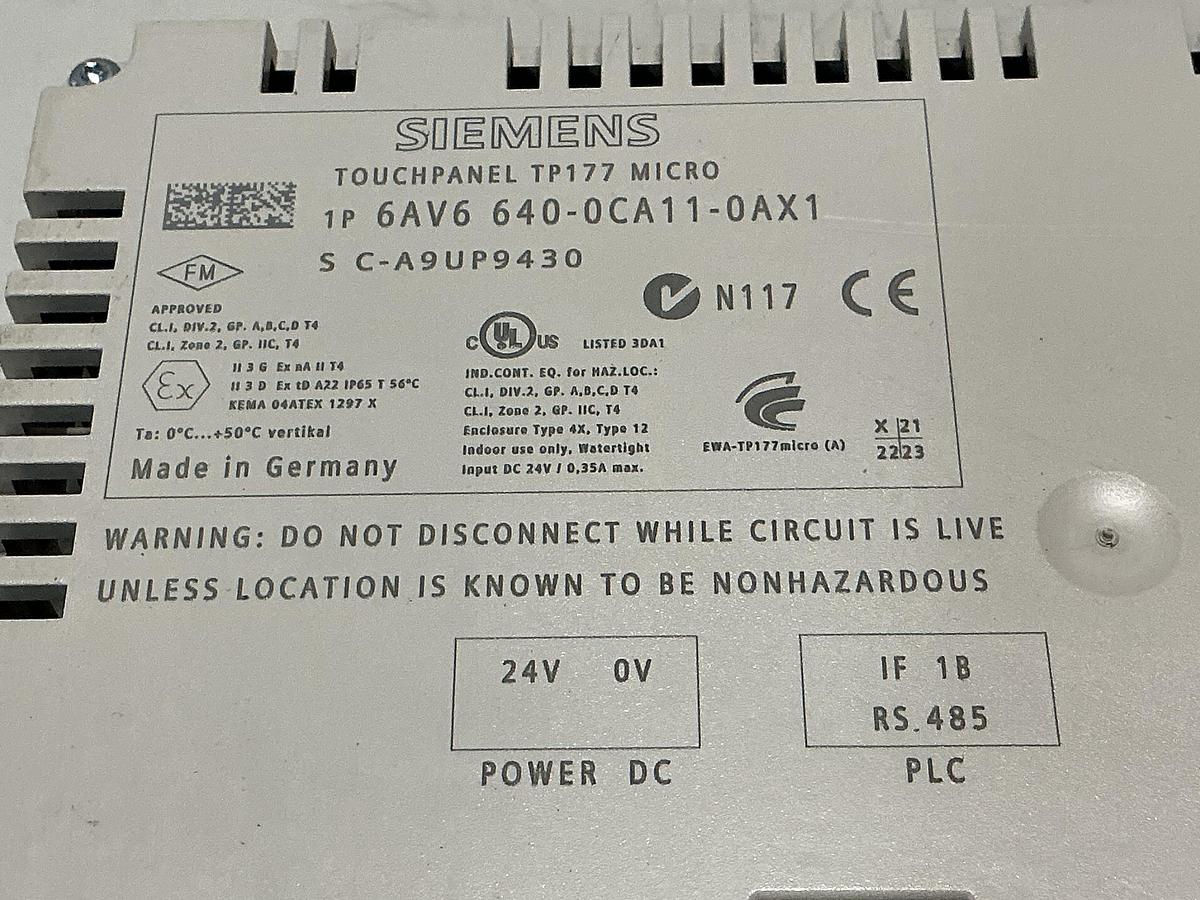 SIEMENS
TOUCHPANEL TP177 MICRO
1P 6AV6 640-0CA11-0AX1
S C-A9UP9430
FM
APPROVED
CL.I, DIV.2, GP. A,B,C,D T4
CL.I, Zone 2, GP. IIC, T4
Ex
II 3 G Ex nA II T4
II 3 D Ex tD A22 IP65 T 56°C
KEMA 04ATEX 1297 X
Ta: 0°C...+50°C vertikal
Made in Germany
N117 CE
C UL US LISTED 3DA1
IND.CONT. EQ. for HAZ.LOC.:
CL.I, DIV.2, GP. A,B,C,D T4
CL.I, Zone 2, GP. IIC, T4
Enclosure Type 4X, Type 12
Indoor use only, Watertight
Input DC 24V / 0,35A max.
EWA-TP177micro (A)
X 21
22 23
WARNING: DO NOT DISCONNECT WHILE CIRCUIT IS LIVE
UNLESS LOCATION IS KNOWN TO BE NONHAZARDOUS
24V 0V
POWER DC
IF 1B
RS 485
PLC